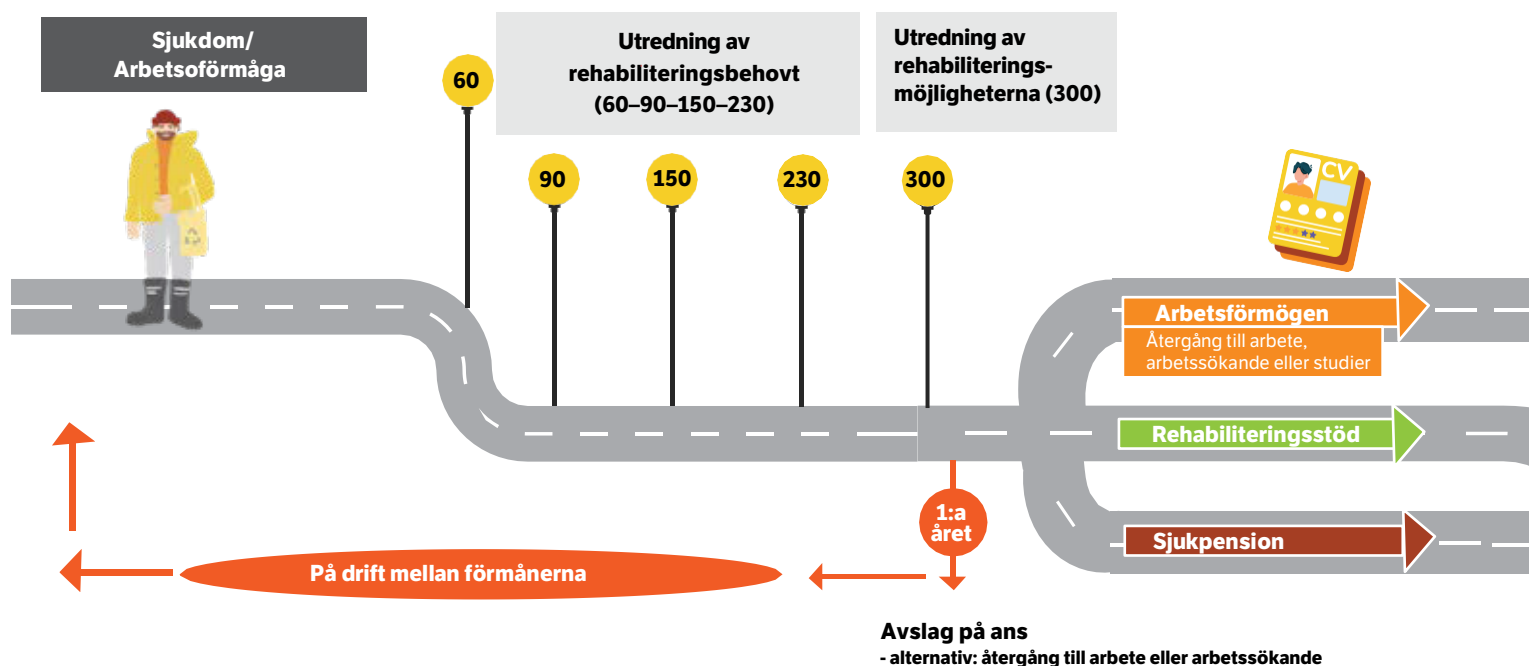 Sjukdom/
Arbetsoförmåga
60
Utredning av
rehabiliteringsbehovt
(60–90–150–230)
Utredning av
rehabiliterings-
möjligheterna (300)
90
150
230
300
CV
Arbetsförmögen
Återgång till arbete,
arbetssökande eller studier
Rehabiliteringsstöd
1:a
året
Sjukpension
På drift mellan förmånerna
Avslag på ans
- alternativ: återgång till arbete eller arbetssökande